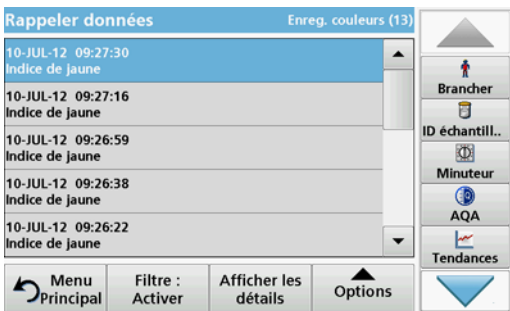 Rappeler données
Enreg. couleurs (13)
10-JUL-12 09:27:30
Indice de jaune
10-JUL-12 09:27:16
Indice de jaune
10-JUL-12 09:26:59
Indice de jaune
10-JUL-12 09:26:38
Indice de jaune
10-JUL-12 09:26:22
Indice de jaune
Brancher
ID échantill..
Minuteur
AQA
Tendances
Menu
Principal
Filtre :
Activer
Afficher les
détails
Options